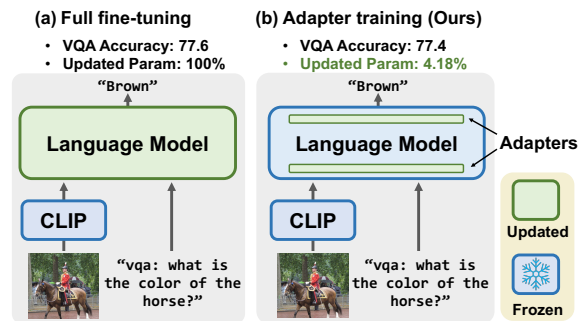 (a) Full fine-tuning
• VQA Accuracy: 77.6
• Updated Param: 100%
“Brown”
Language Model
CLIP
“vqa: what is
the color of the
horse?”
(b) Adapter training (Ours)
• VQA Accuracy: 77.4
• Updated Param: 4.18%
“Brown”
Language Model
Adapters
CLIP
“vqa: what is
the color of the
horse?”
Updated
Frozen